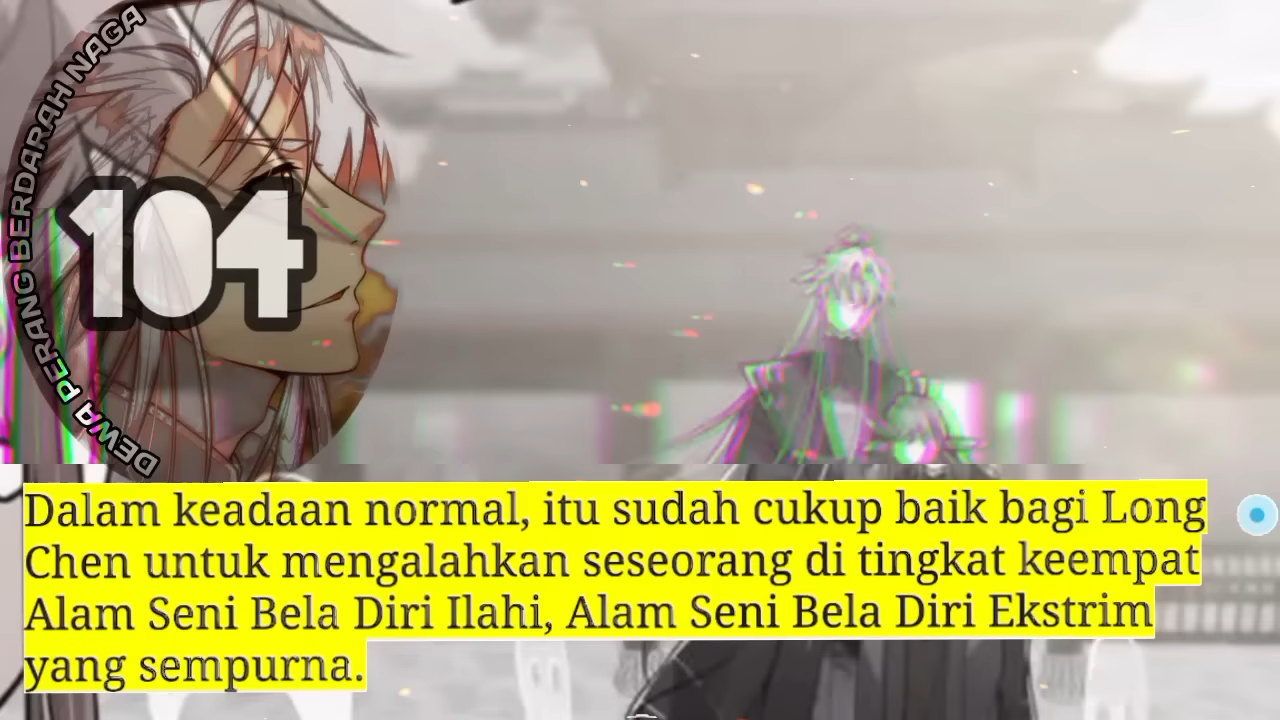 DEWA PERANG BERDARAH NAGA
104
Dalam keadaan normal, itu sudah cukup baik bagi Long
Chen untuk mengalahkan seseorang di tingkat keempat
Alam Seni Bela Diri Ilahi, Alam Seni Bela Diri Ekstrim
yang sempurna.